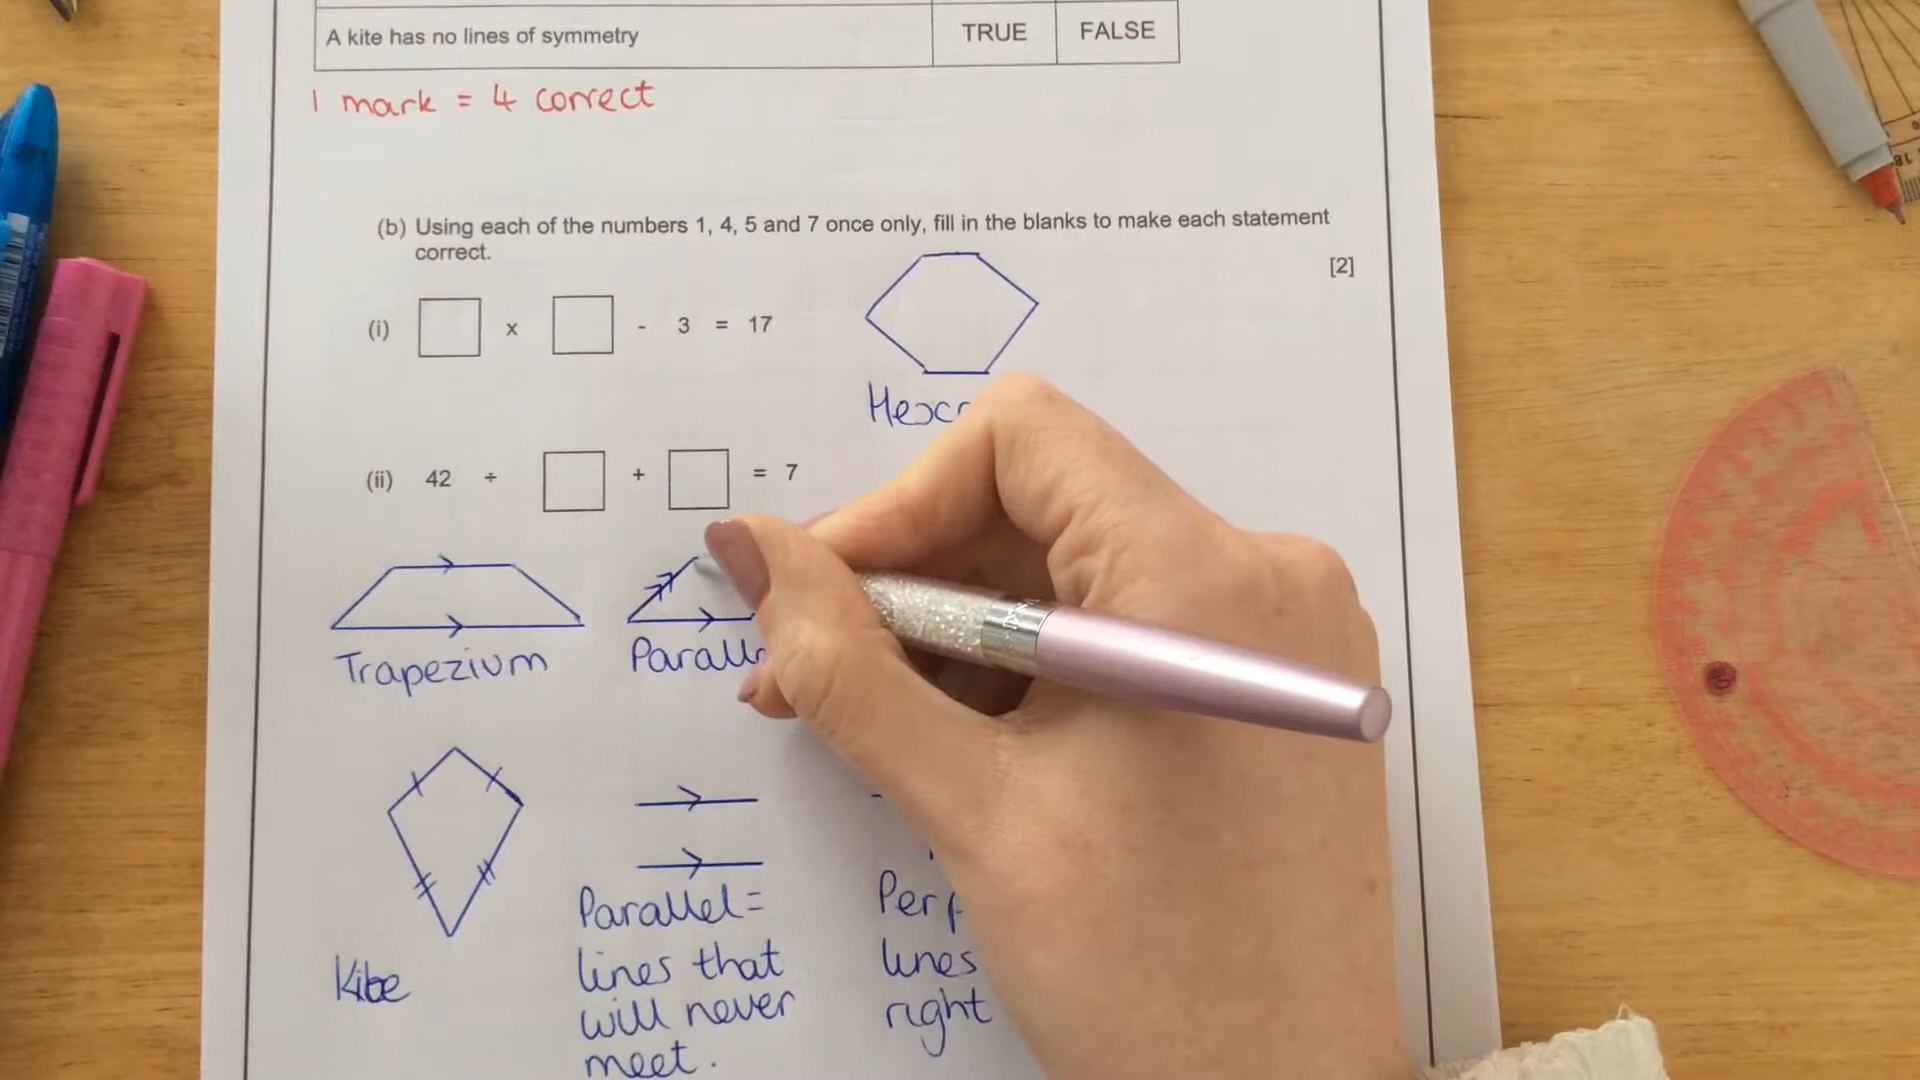 A kite has no lines of symmetry TRUE FALSE
1 mark = 4 correct
(b) Using each of the numbers 1, 4, 5 and 7 once only, fill in the blanks to make each statement
correct.
[2]
(i) x - 3 = 17
(ii) 42 ÷ + = 7
Trapezium
Kite
Parallel =
lines that
will never
meet.
lines
right